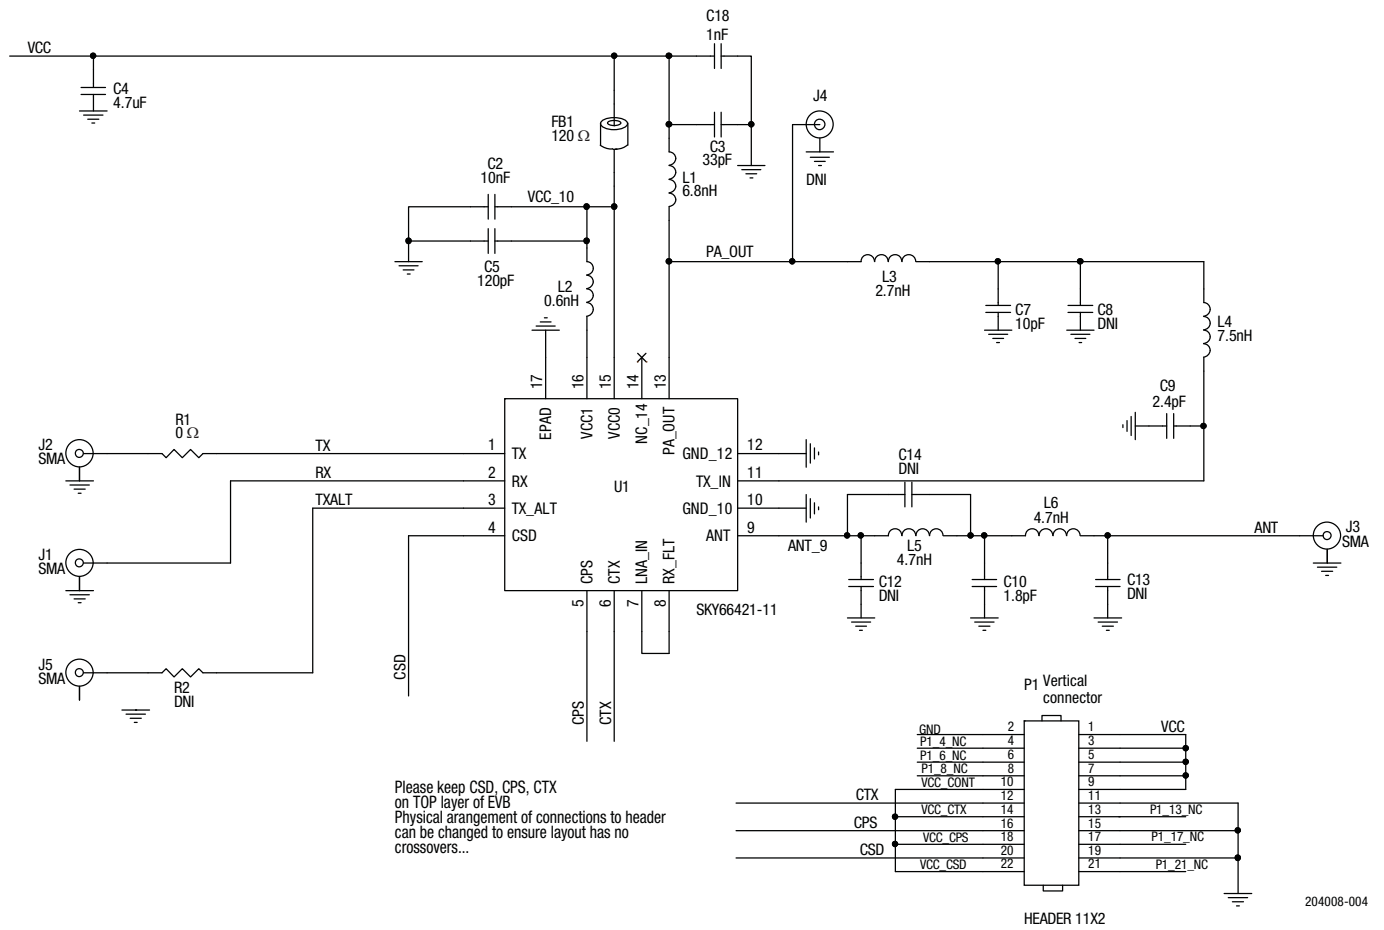 C18
1nF
VCC
C4
4.7uF
FB1
120 Ω
C3
33pF
J4
DNI
C2
10nF
VCC_10
L1
6.8nH
C5
120pF
L2
0.6nH
PA_OUT
L3
2.7nH
C7
10pF
C8
DNI
L4
7.5nH
C9
2.4pF
17
16
15
14
13
EPAD
VCC1
VCC0
NC_14
PA_OUT
J2
SMA
R1
0 Ω
TX
1
TX
RX
2
RX
TXALT
3
TX_ALT
4
CSD
U1
GND_12
12
TX_IN
11
GND_10
10
ANT
9
CPS
CTX
LNA_IN
RX_FLT
5
6
7
8
SKY66421-11
C14
DNI
ANT_9
L5
4.7nH
L6
4.7nH
ANT
J3
SMA
C12
DNI
C10
1.8pF
C13
DNI
J1
SMA
J5
SMA
R2
DNI
CSD
CPS
CTX
Please keep CSD, CPS, CTX
on TOP layer of EVB
Physical arangement of connections to header
can be changed to ensure layout has no
crossovers...
P1 Vertical
connector
GND 2 1 VCC
P1_4_NC 4 3
P1_6_NC 6 5
P1_8_NC 8 7
VCC_CONT 10 9
CTX 12 11
VCC_CTX 14 13 P1_13_NC
CPS 16 15
VCC_CPS 18 17 P1_17_NC
CSD 20 19
VCC_CSD 22 21 P1_21_NC
HEADER 11X2
204008-004